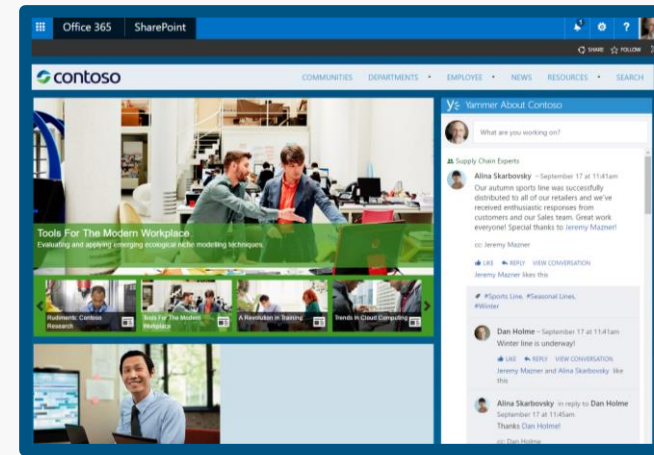 Office 365 SharePoint ?
SHARE FOLLOW
contoso
COMMUNITIES DEPARTMENTS EMPLOYEE NEWS RESOURCES SEARCH
Tools For The Modern Workplace
Evaluating and applying emerging ecological niche modelling techniques
Rudiments: Contoso
Research
Tools For The Modern
Workplace
A Revolution in Training
Trends in Cloud Computing
Yammer About Contoso
What are you working on?
Supply Chain Experts
Alina Skarbovsky – September 17 at 11:41am
Our autumn sports line was successfully
distributed to all of our retailers and we've
received enthusiastic responses from
customers and our Sales team. Great work
everyone! Special thanks to Jeremy Mazner!
cc: Jeremy Mazner
LIKE REPLY VIEW CONVERSATION
Jeremy Mazner likes this
#Sports Line, #Seasonal Lines,
#Winter
Dan Holme – September 17 at 11:41am
Winter line is underway!
LIKE REPLY VIEW CONVERSATION
Jeremy Mazner and Alina Skarbovsky like
this
Alina Skarbovsky in reply to Dan Holme
September 17 at 11:45am
Thanks Dan Holme!
cc: Dan Holme